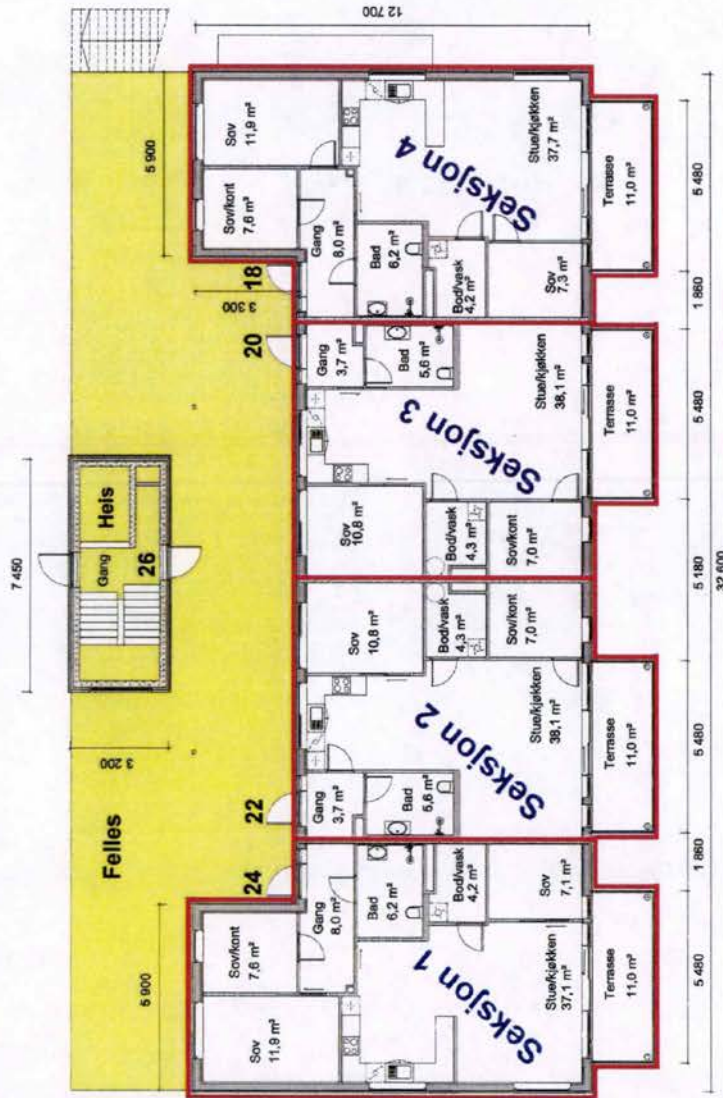 Felles
7 450
3 200
5 900
5 900
3 300
12 700
Gang
Heis
26
24
22
20
18
Sov
11,9 m²
Sov/kont
7,6 m²
Gang
8,0 m²
Bad
6,2 m²
Bod/vask
4,2 m²
Sov
7,1 m²
Stue/kjøkken
37,1 m²
Terrasse
11,0 m²
Seksjon 1
Gang
3,7 m²
Bad
5,6 m²
Sov
10,8 m²
Bod/vask
4,3 m²
Sov/kont
7,0 m²
Stue/kjøkken
38,1 m²
Terrasse
11,0 m²
Seksjon 2
Sov
10,8 m²
Bod/vask
4,3 m²
Sov/kont
7,0 m²
Gang
3,7 m²
Bad
5,6 m²
Stue/kjøkken
38,1 m²
Terrasse
11,0 m²
Seksjon 3
Sov/kont
7,6 m²
Sov
11,9 m²
Gang
8,0 m²
Bad
6,2 m²
Bod/vask
4,2 m²
Sov
7,3 m²
Stue/kjøkken
37,7 m²
Terrasse
11,0 m²
Seksjon 4
5 480
1 860
5 480
5 180
5 480
1 860
5 480
32 600